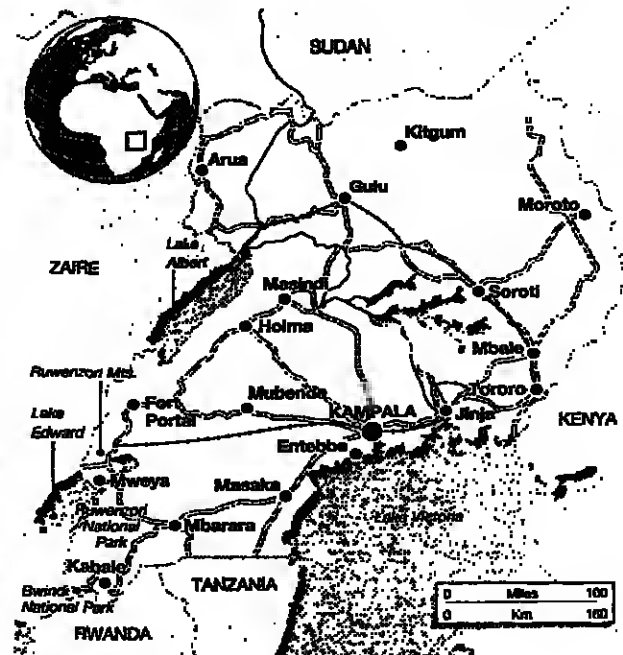 SUDAN
Kitgum
Arua
Gulu
Moroto
Lake
Albert
ZAIRE
Masindi
Soroti
Hoima
Mbale
Ruwenzori Mts.
Tororo
Fort
Portal
Mubende
KAMPALA
Jinja
KENYA
Lake
Edward
Entebbe
Mweya
Masaka
Lake Victoria
Ruwenzori
National
Park
Mbarara
Kabale
TANZANIA
Bwindi
National Park
0 Miles 100
0 Km 160
RWANDA